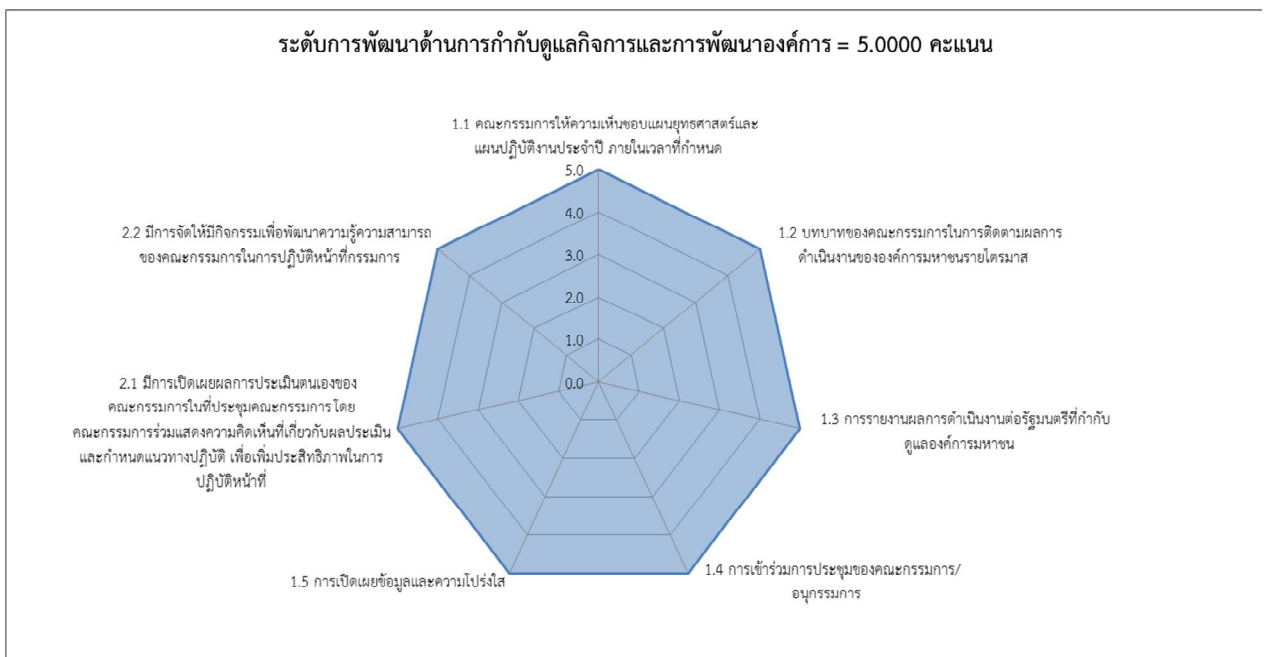 ระดับการพัฒนาด้านการกำกับดูแลกิจการและการพัฒนาองค์การ = 5.0000 คะแนน
1.1 คณะกรรมการให้ความเห็นชอบแผนยุทธศาสตร์และ
แผนปฏิบัติงานประจำปี ภายในเวลาที่กำหนด
5.0
4.0
3.0
2.0
1.0
0.0
1.2 บทบาทของคณะกรรมการในการติดตามผลการ
ดำเนินงานขององค์การมหาชนรายไตรมาส
1.3 การรายงานผลการดำเนินงานต่อรัฐมนตรีที่กำกับ
ดูแลองค์การมหาชน
1.4 การเข้าร่วมการประชุมของคณะกรรมการ/
อนุกรรมการ
1.5 การเปิดเผยข้อมูลและความโปร่งใส
2.1 มีการเปิดเผยผลการประเมินตนเองของ
คณะกรรมการในที่ประชุมคณะกรรมการ โดย
คณะกรรมการร่วมแสดงความคิดเห็นที่เกี่ยวกับผลประเมิน
และกำหนดแนวทางปฏิบัติ เพื่อเพิ่มประสิทธิภาพในการ
ปฏิบัติหน้าที่
2.2 มีการจัดให้มีกิจกรรมเพื่อพัฒนาความรู้ความสามารถ
ของคณะกรรมการในการปฏิบัติหน้าที่กรรมการ